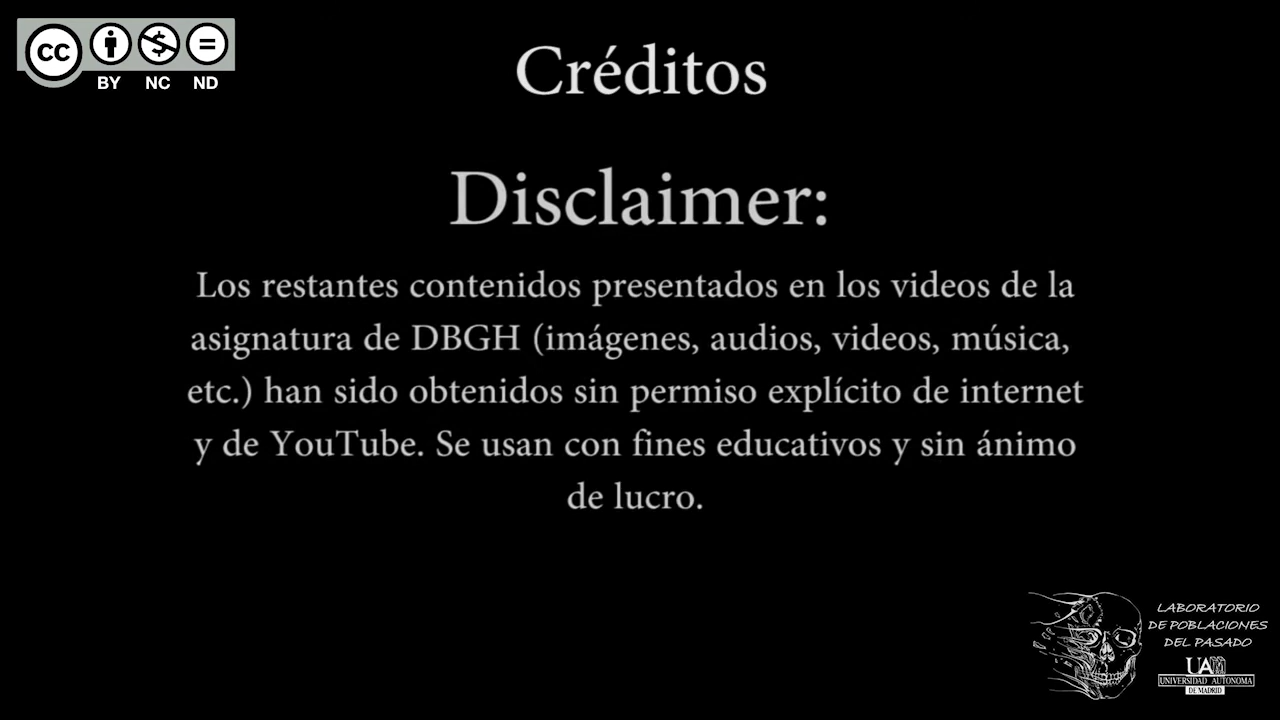 cc
BY NC ND
Créditos
Disclaimer:
Los restantes contenidos presentados en los videos de la
asignatura de DBGH (imágenes, audios, videos, música,
etc.) han sido obtenidos sin permiso explícito de internet
y de YouTube. Se usan con fines educativos y sin ánimo
de lucro.
LABORATORIO
DE POBLACIONES
DEL PASADO
UAM
UNIVERSIDAD AUTONOMA
DE MADRID